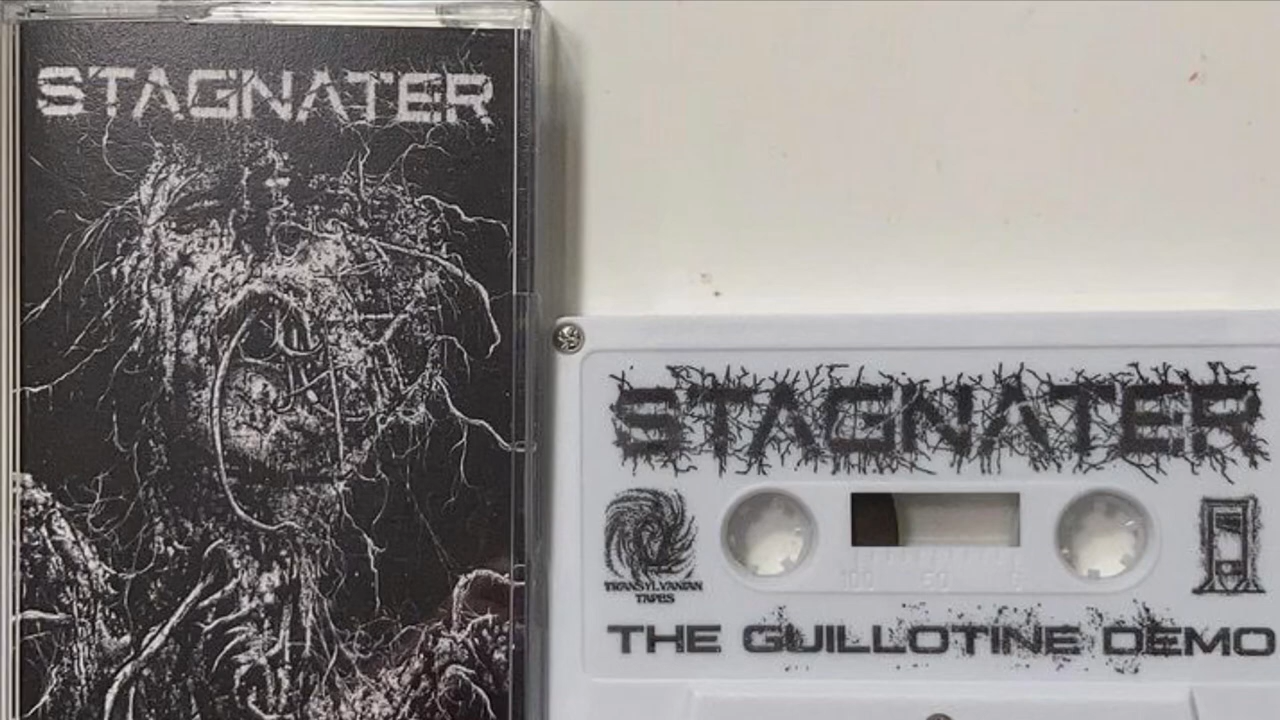 STAGNATER
STAGNATER
TRANSYLVANIAN
TAPES
100 50 0
THE GUILLOTINE DEMO